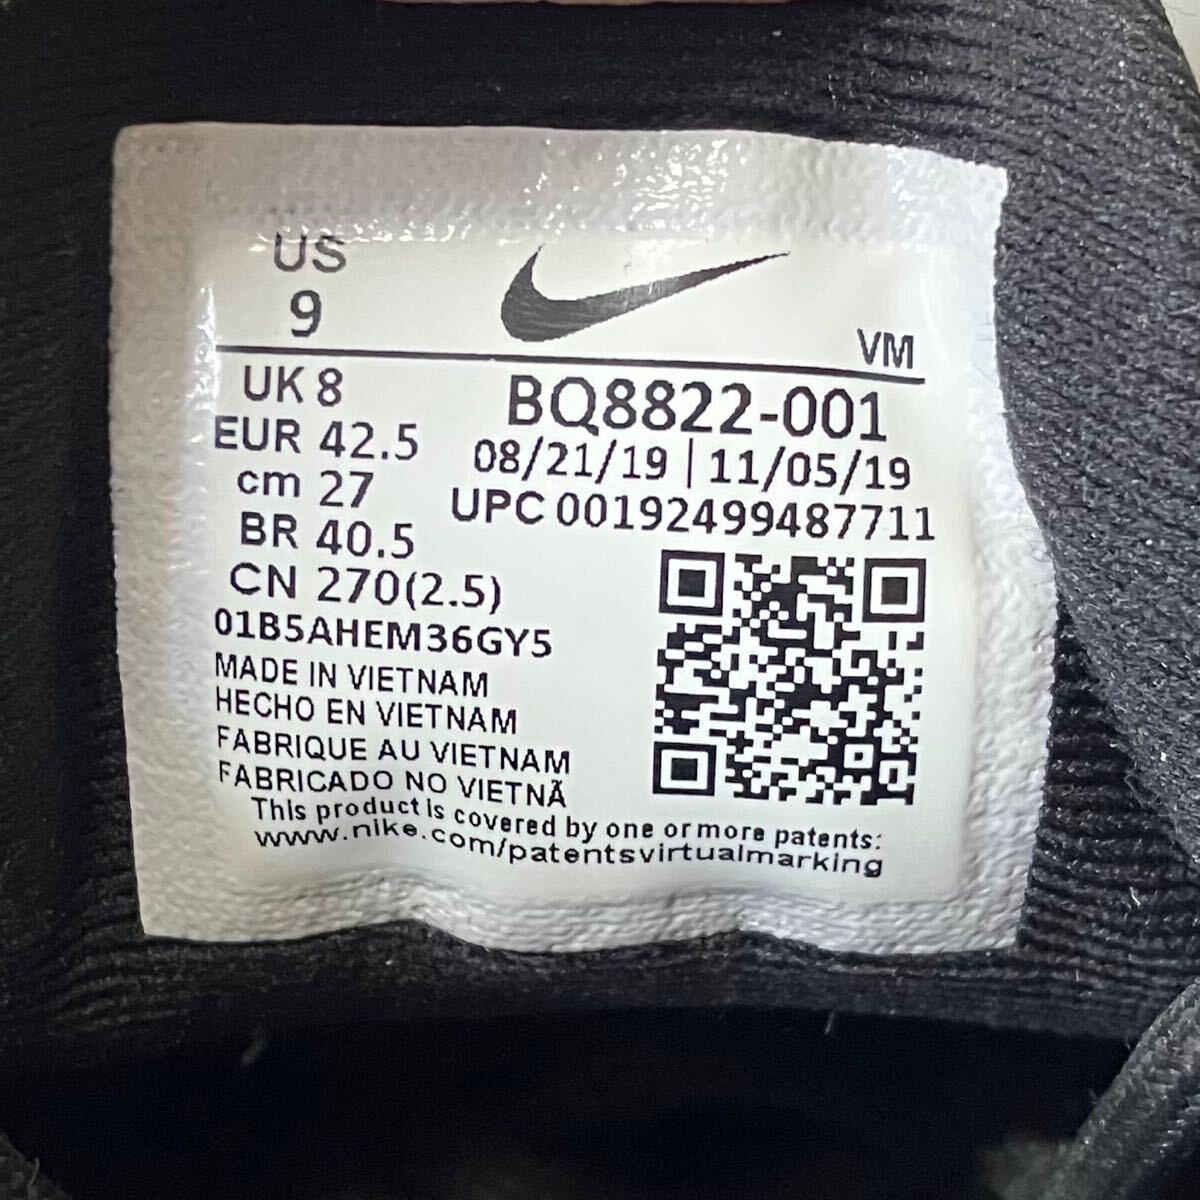 US
9
VM
UK 8
EUR 42.5
cm 27
BR 40.5
CN 270(2.5)
BQ8822-001
08/21/19 | 11/05/19
UPC 00192499487711
01B5AHEM36GY5
MADE IN VIETNAM
HECHO EN VIETNAM
FABRIQUE AU VIETNAM
FABRICADO NO VIETNÃ
This product is covered by one or more patents:
www.nike.com/patentsvirtualmarking